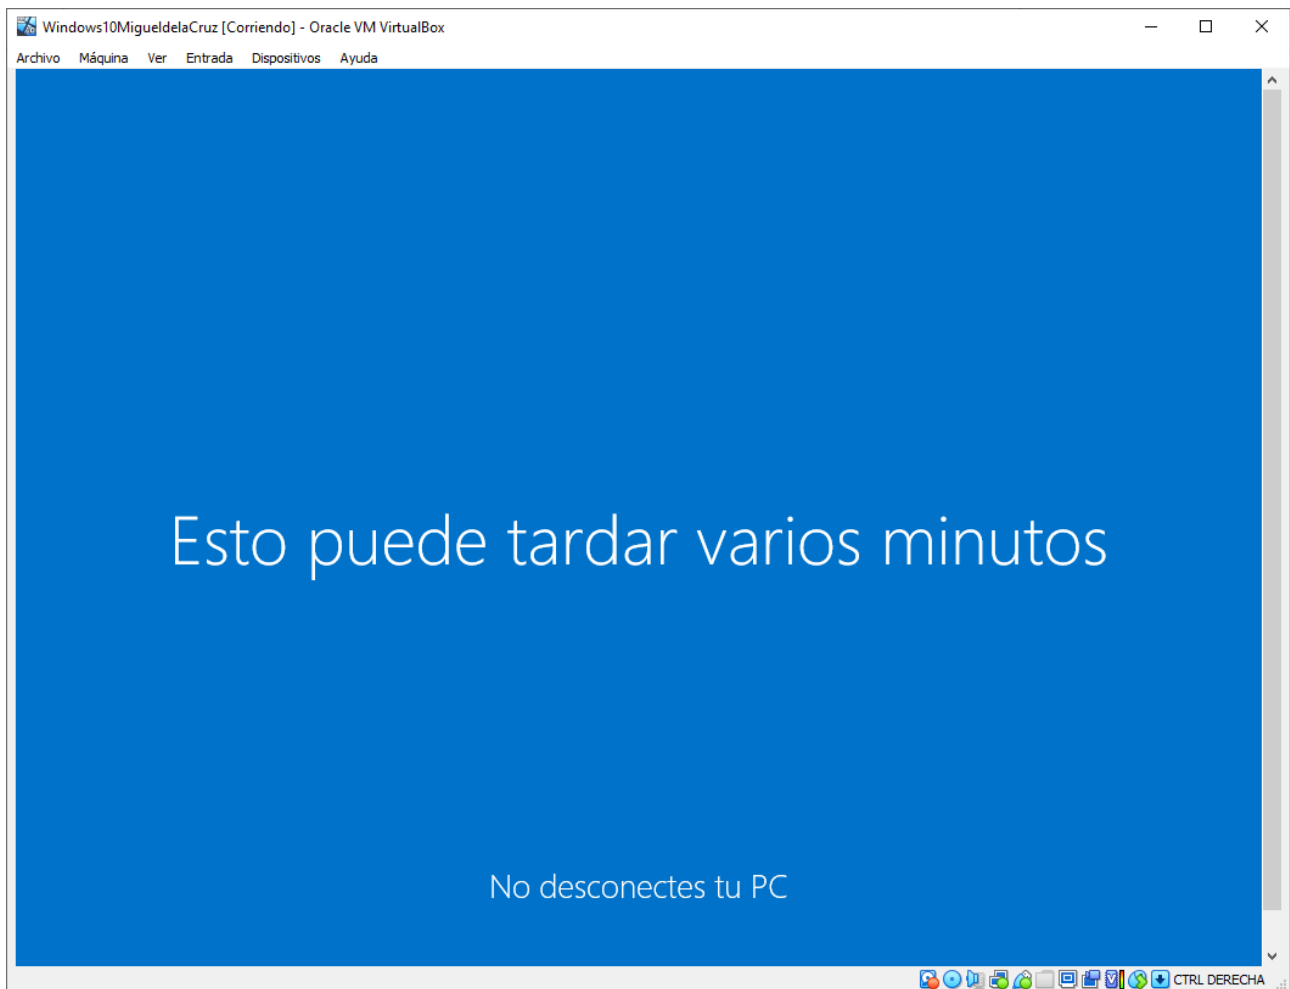 Windows10MigueldelaCruz [Corriendo] - Oracle VM VirtualBox
Archivo Máquina Ver Entrada Dispositivos Ayuda
Esto puede tardar varios minutos
No desconectes tu PC
CTRL DERECHA